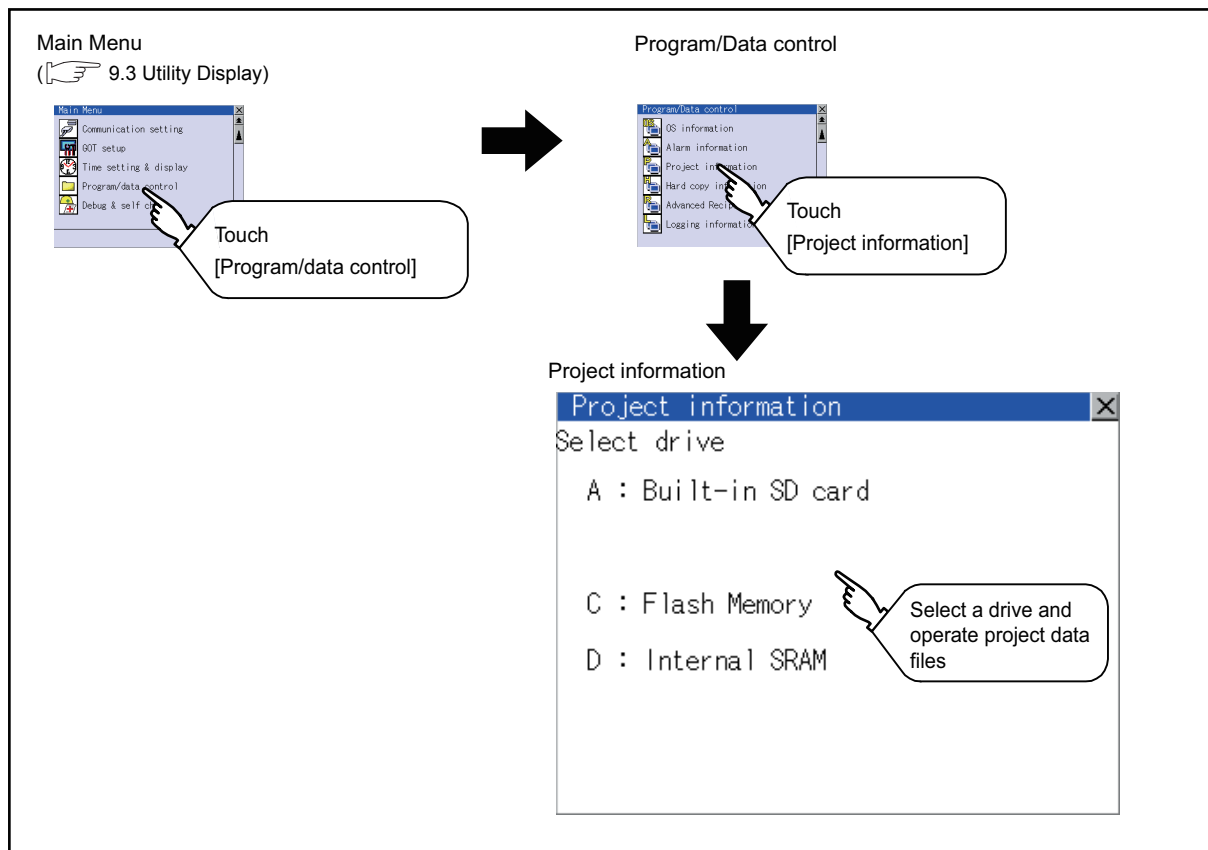 Main Menu
( 9.3 Utility Display)
Main Menu
Communication setting
GOT setup
Time setting & display
Program/data control
Debug & self
Touch
[Program/data control]
Program/Data control
Program/Data control
OS information
Alarm information
Project information
Hard copy information
Advanced
Logging information
Touch
[Project information]
Project information
Project information
Select drive
A : Built-in SD card
C : Flash Memory
D : Internal SRAM
Select a drive and
operate project data
files